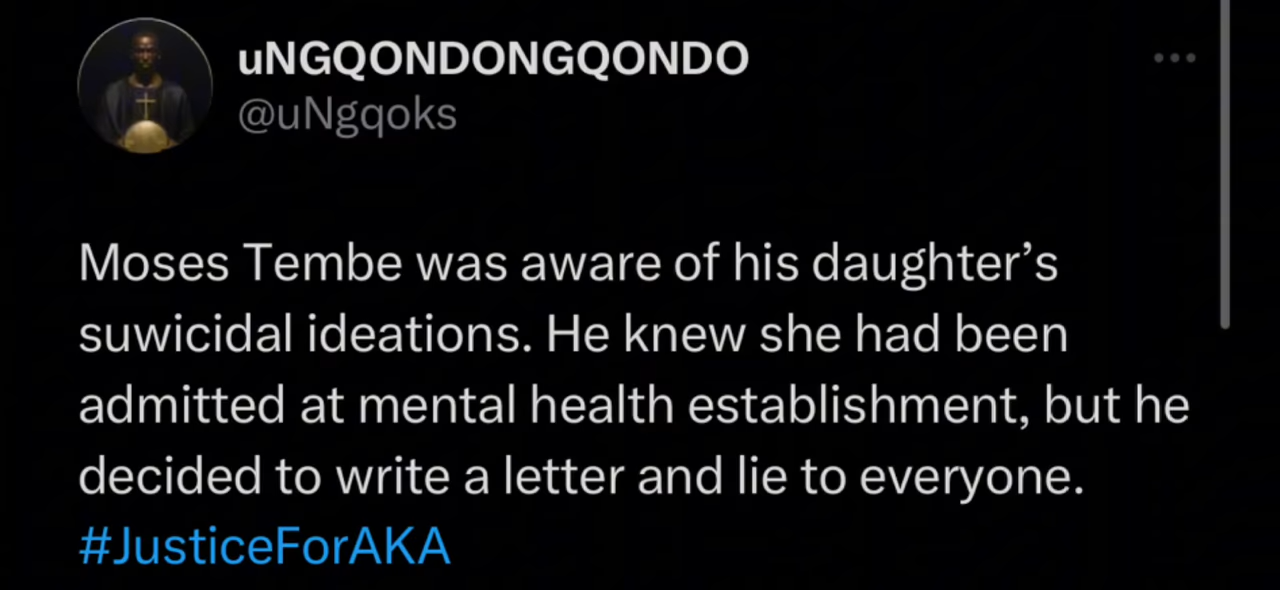 uNGQONDONGQONDO
@uNgqoks
Moses Tembe was aware of his daughter’s
suwicidal ideations. He knew she had been
admitted at mental health establishment, but he
decided to write a letter and lie to everyone.
#JusticeForAKA